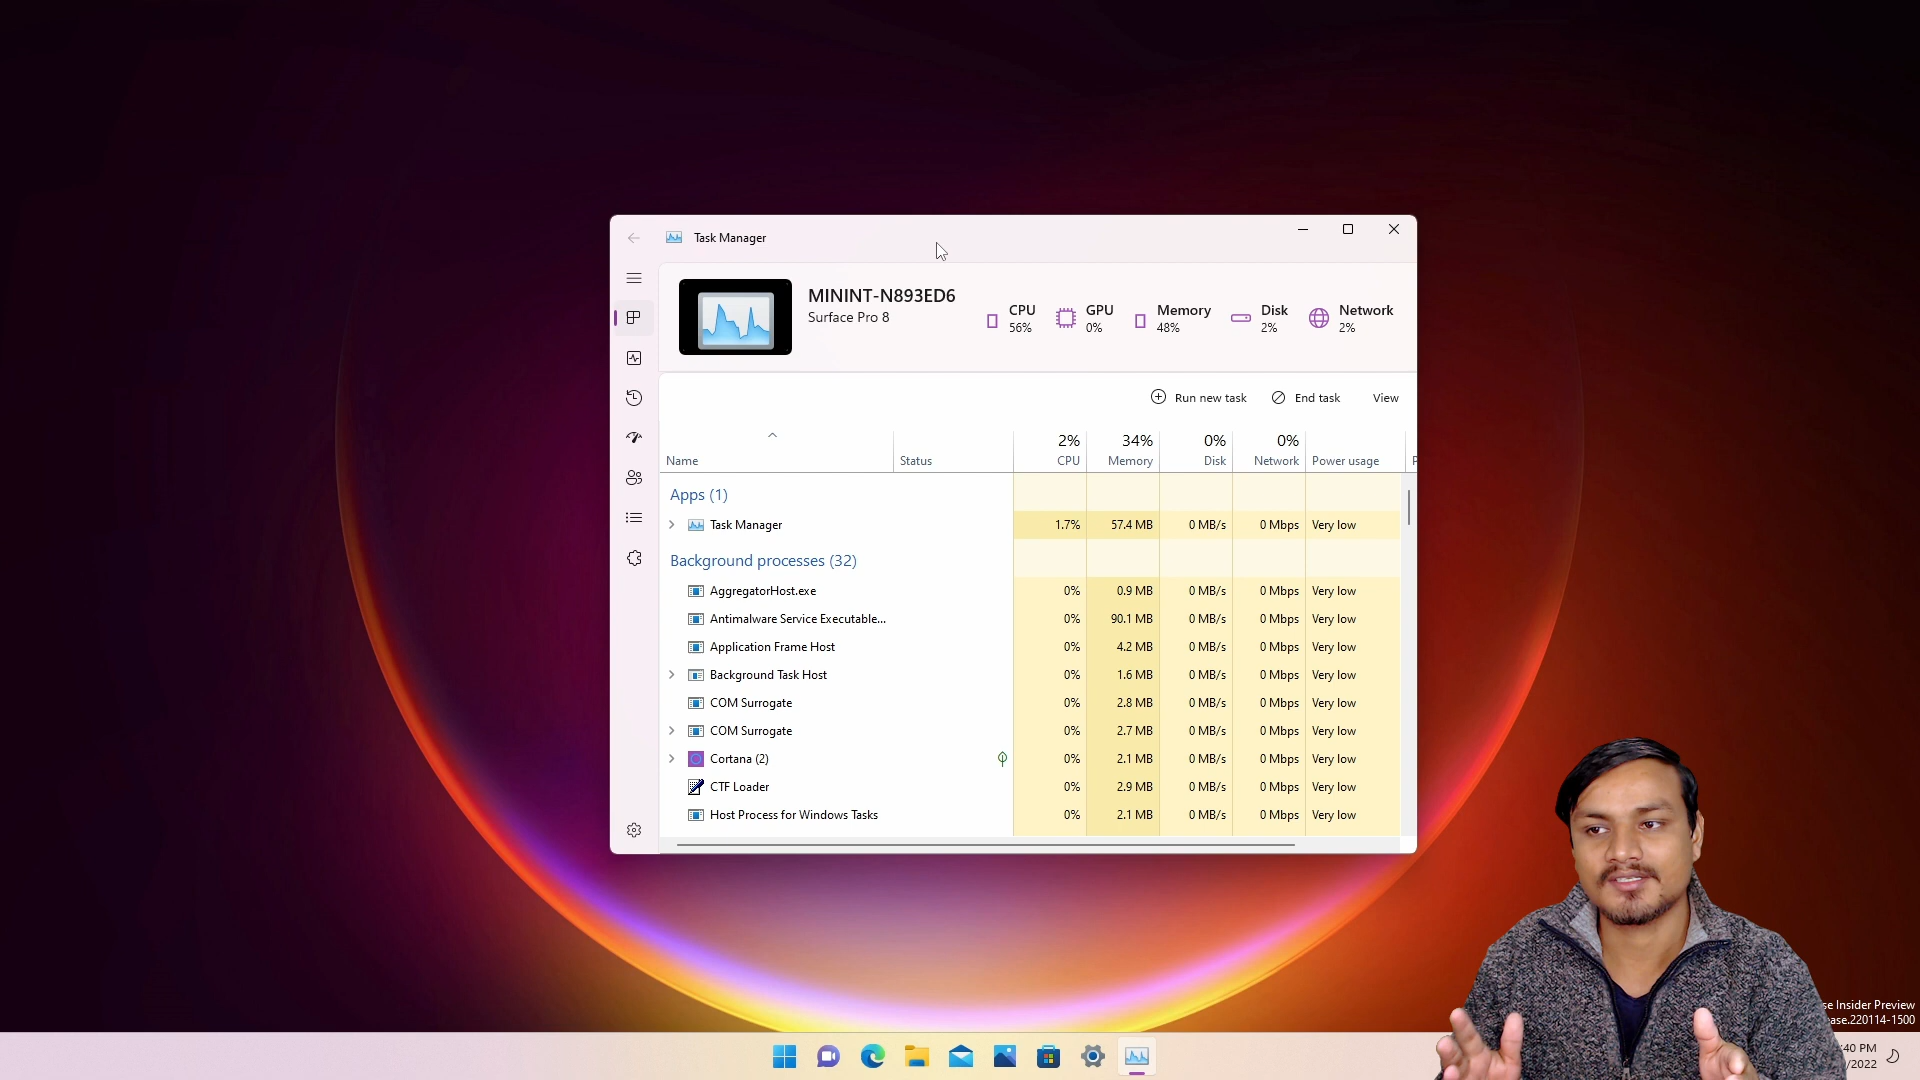 Task Manager
MININT-N893ED6
Surface Pro 8
CPU
56%
GPU
0%
Memory
48%
Disk
2%
Network
2%
Run new task
End task
View
2% 34% 0% 0%
Name Status CPU Memory Disk Network Power usage
Apps (1)
Task Manager 1.7% 57.4 MB 0 MB/s 0 Mbps Very low
Background processes (32)
AggregatorHost.exe 0% 0.9 MB 0 MB/s 0 Mbps Very low
Antimalware Service Executable... 0% 90.1 MB 0 MB/s 0 Mbps Very low
Application Frame Host 0% 4.2 MB 0 MB/s 0 Mbps Very low
Background Task Host 0% 1.6 MB 0 MB/s 0 Mbps Very low
COM Surrogate 0% 2.8 MB 0 MB/s 0 Mbps Very low
COM Surrogate 0% 2.7 MB 0 MB/s 0 Mbps Very low
Cortana (2) 0% 2.1 MB 0 MB/s 0 Mbps Very low
CTF Loader 0% 2.9 MB 0 MB/s 0 Mbps Very low
Host Process for Windows Tasks 0% 2.1 MB 0 MB/s 0 Mbps Very low
Insider Preview
220114-1500
40 PM
/2022